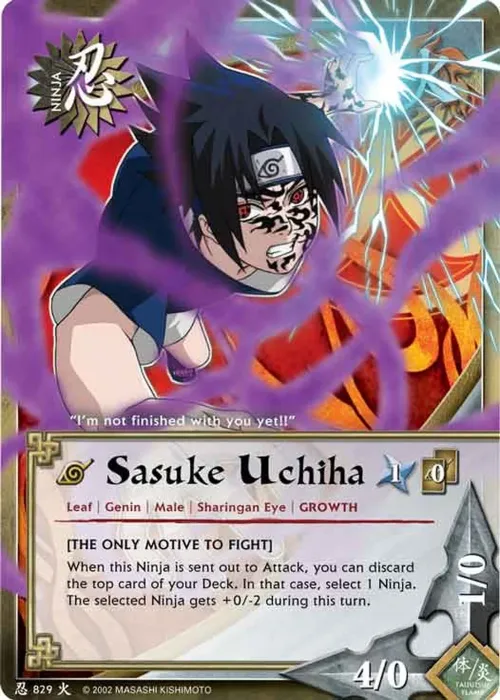 忍
NINJA
"I'm not finished with you yet!!"
Sasuke Uchiha
1
0
Leaf | Genin | Male | Sharingan Eye | GROWTH
[THE ONLY MOTIVE TO FIGHT]
When this Ninja is sent out to Attack, you can discard
the top card of your Deck. In that case, select 1 Ninja.
The selected Ninja gets +0/-2 during this turn.
1/0
4/0
体/炎
TAIJUTSU
FLAME
忍 829 火 © 2002 MASASHI KISHIMOTO